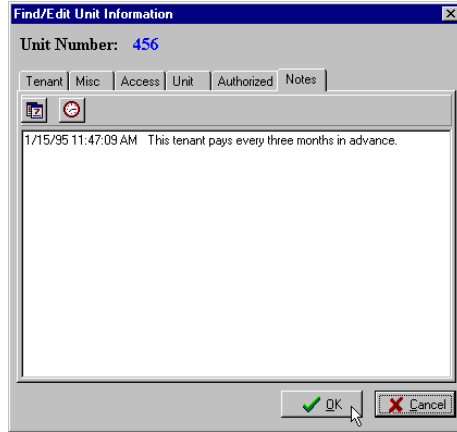 Find/Edit Unit Information
Unit Number: 456
Tenant Misc Access Unit Authorized Notes
1/15/95 11:47:09 AM This tenant pays every three months in advance.
OK Cancel